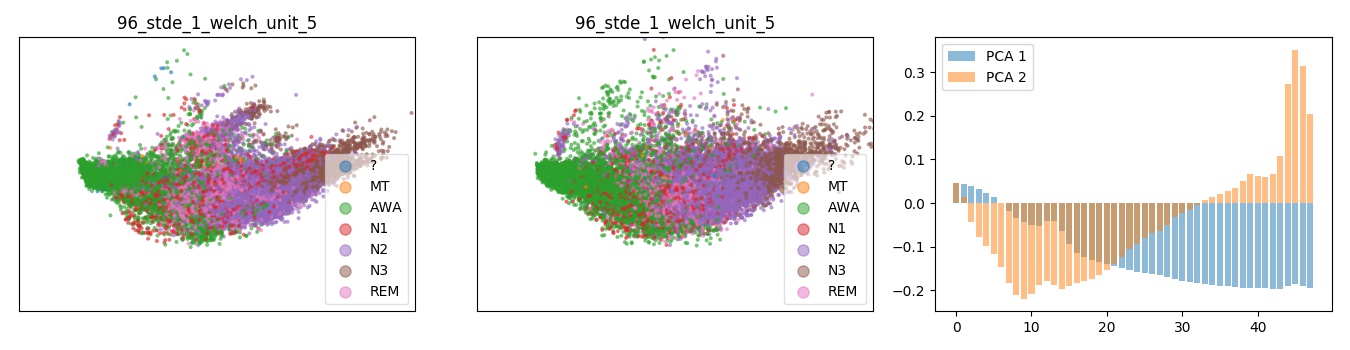 96_stde_1_welch_unit_5
?
MT
AWA
N1
N2
N3
REM
96_stde_1_welch_unit_5
?
MT
AWA
N1
N2
N3
REM
PCA 1
PCA 2
0.3
0.2
0.1
0.0
−0.1
−0.2
0 10 20 30 40